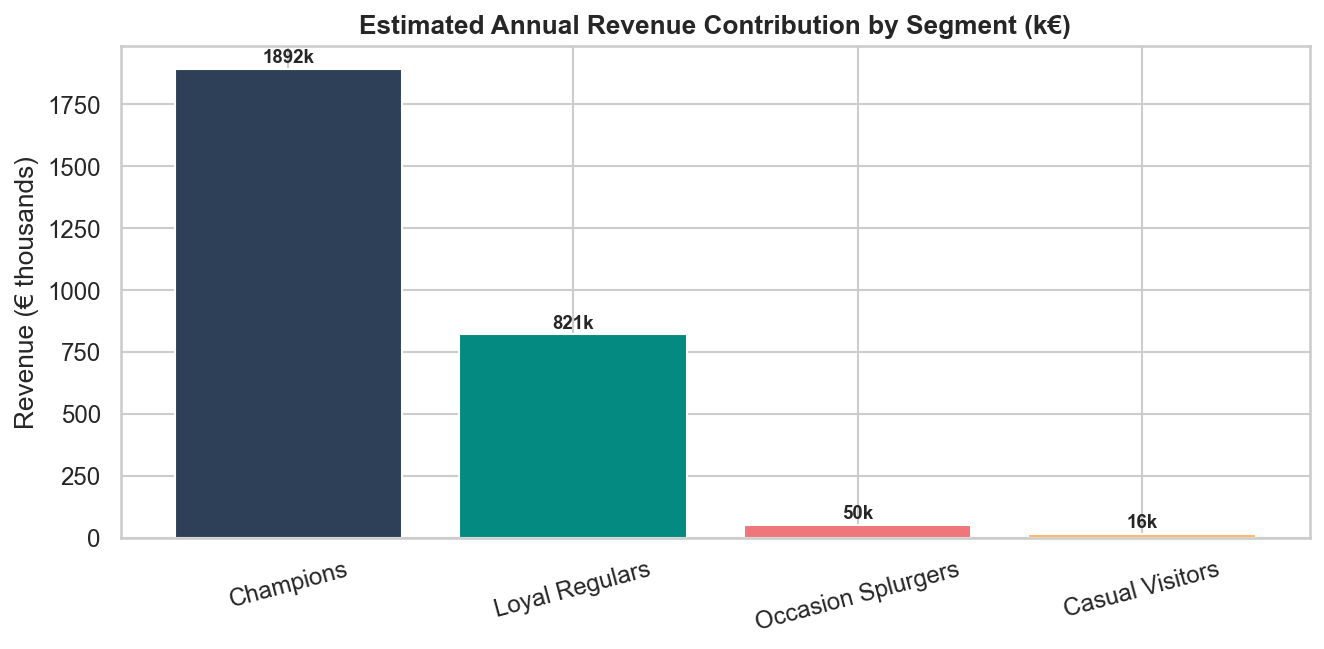 Estimated Annual Revenue Contribution by Segment (k€)
Revenue (€ thousands)
1750
1500
1250
1000
750
500
250
0
1892k
821k
50k
16k
Champions
Loyal Regulars
Occasion Splurgers
Casual Visitors